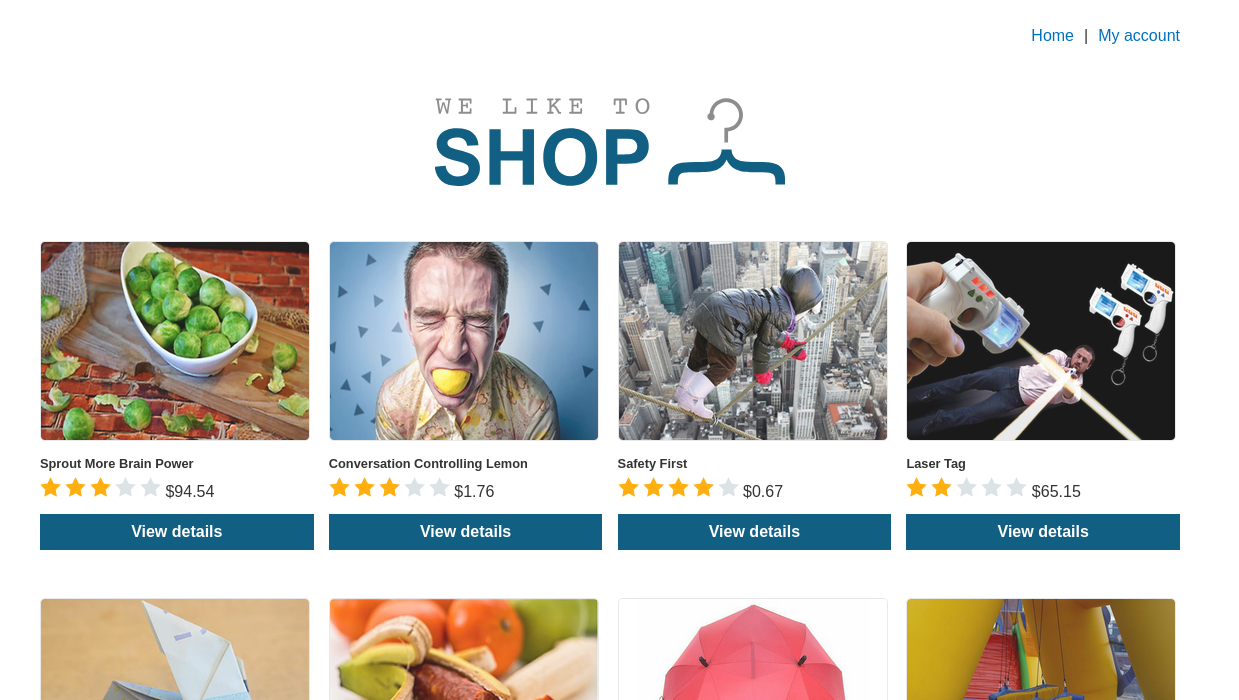 Home | My account
WE LIKE TO
SHOP
Sprout More Brain Power
$94.54
View details
Conversation Controlling Lemon
$1.76
View details
Safety First
$0.67
View details
Laser Tag
$65.15
View details